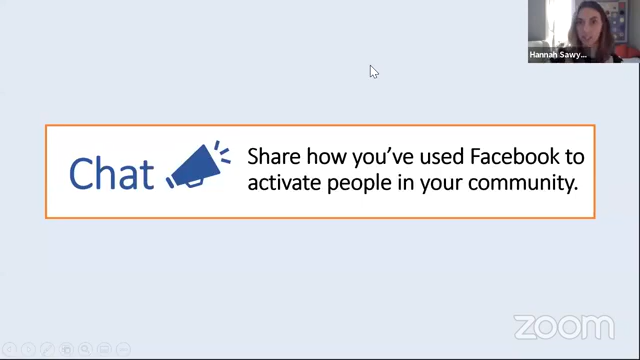 Hannah Sawy...
Chat
Share how you've used Facebook to
activate people in your community.
zoom